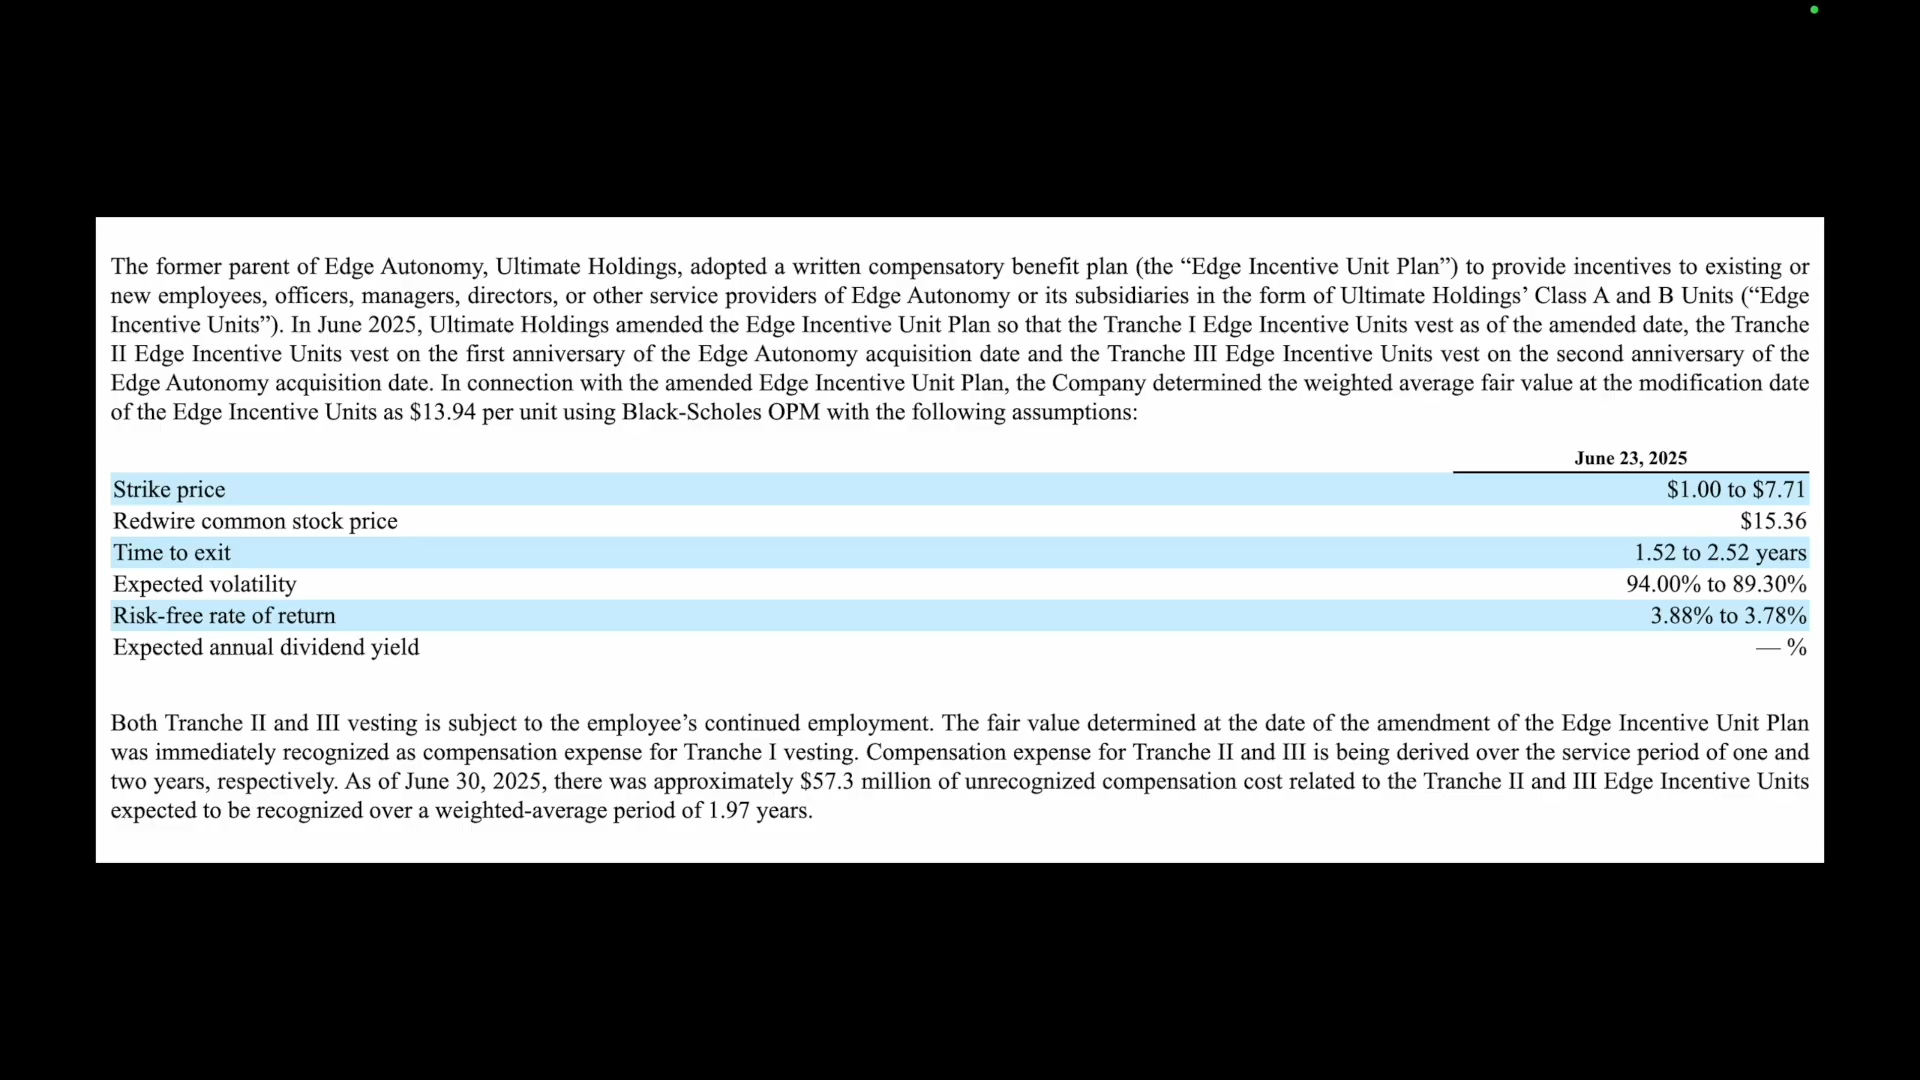 The former parent of Edge Autonomy, Ultimate Holdings, adopted a written compensatory benefit plan (the “Edge Incentive Unit Plan”) to provide incentives to existing or
new employees, officers, managers, directors, or other service providers of Edge Autonomy or its subsidiaries in the form of Ultimate Holdings’ Class A and B Units (“Edge
Incentive Units”). In June 2025, Ultimate Holdings amended the Edge Incentive Unit Plan so that the Tranche I Edge Incentive Units vest as of the amended date, the Tranche
II Edge Incentive Units vest on the first anniversary of the Edge Autonomy acquisition date and the Tranche III Edge Incentive Units vest on the second anniversary of the
Edge Autonomy acquisition date. In connection with the amended Edge Incentive Unit Plan, the Company determined the weighted average fair value at the modification date
of the Edge Incentive Units as $13.94 per unit using Black-Scholes OPM with the following assumptions:
June 23, 2025
Strike price $1.00 to $7.71
Redwire common stock price $15.36
Time to exit 1.52 to 2.52 years
Expected volatility 94.00% to 89.30%
Risk-free rate of return 3.88% to 3.78%
Expected annual dividend yield — %
Both Tranche II and III vesting is subject to the employee’s continued employment. The fair value determined at the date of the amendment of the Edge Incentive Unit Plan
was immediately recognized as compensation expense for Tranche I vesting. Compensation expense for Tranche II and III is being derived over the service period of one and
two years, respectively. As of June 30, 2025, there was approximately $57.3 million of unrecognized compensation cost related to the Tranche II and III Edge Incentive Units
expected to be recognized over a weighted-average period of 1.97 years.